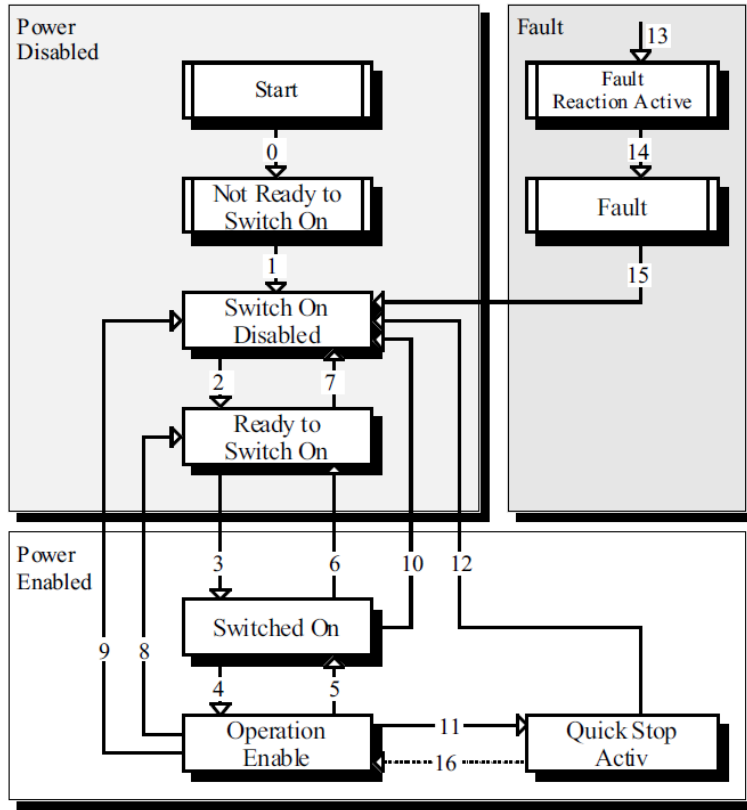 Power
Disabled
Fault
13
Start
Fault
Reaction Active
0
14
Not Ready to
Switch On
Fault
1
15
Switch On
Disabled
2
7
Ready to
Switch On
Power
Enabled
3
6
10
12
Switched On
9
8
4
5
Operation
Enable
11
Quick Stop
Activ
16